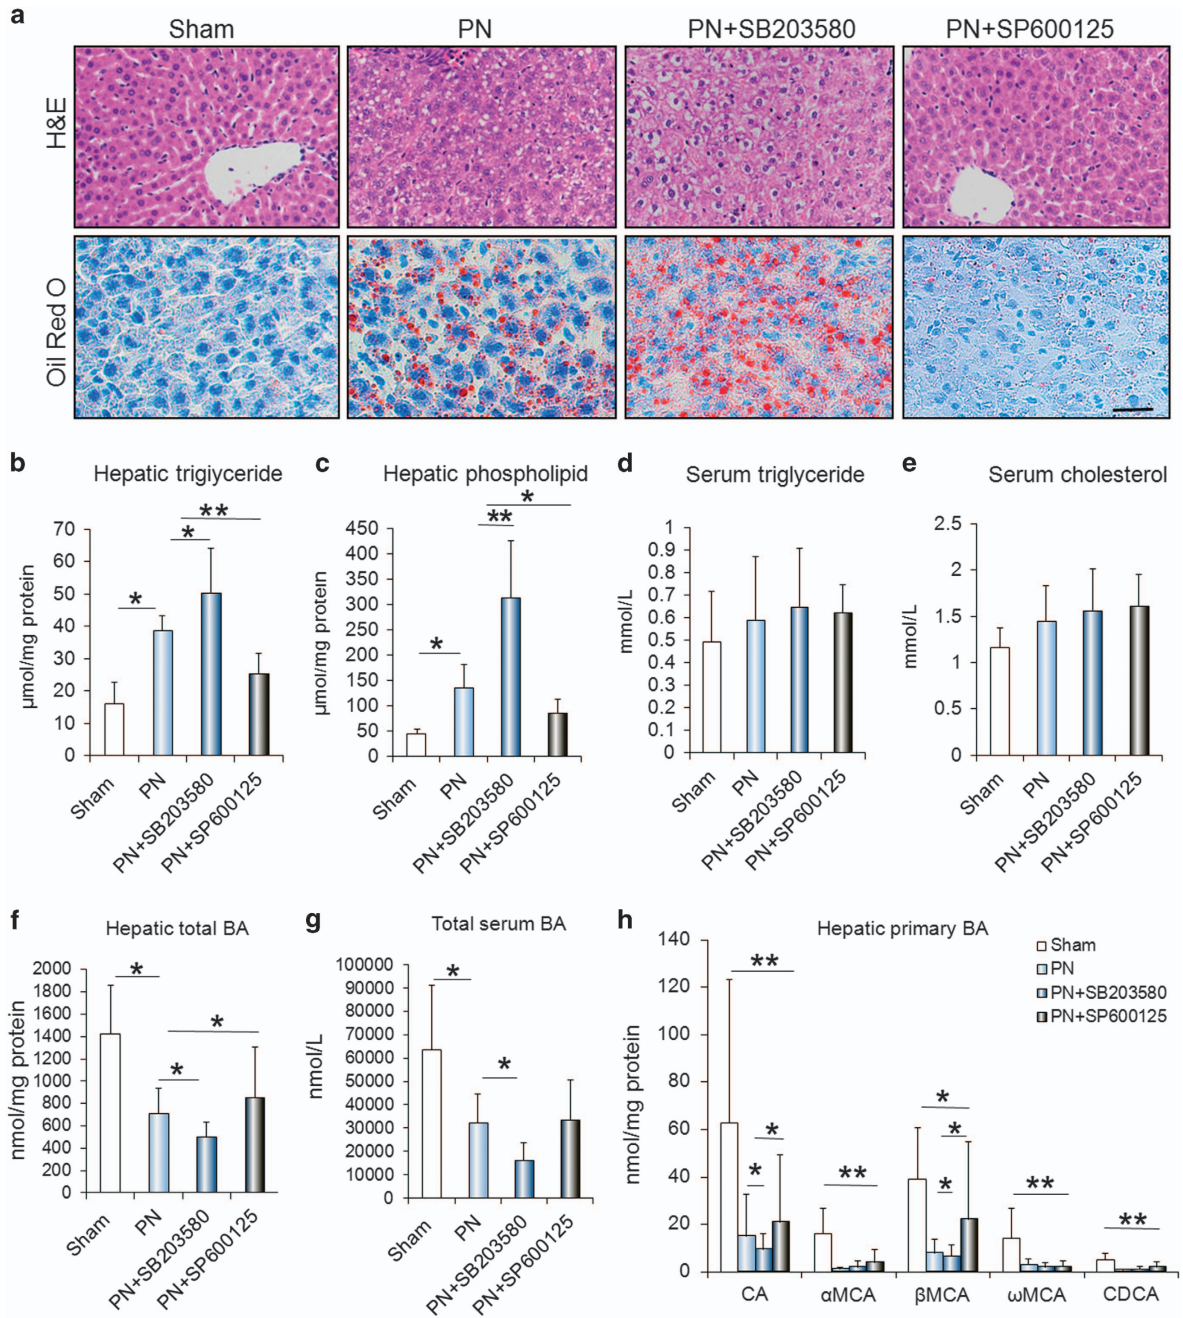 a
Sham
PN
PN+SB203580
PN+SP600125
H&E
Oil Red O
b
Hepatic trigiyceride
**
*
*
70
60
50
40
30
20
10
0
µmol/mg protein
Sham
PN
PN+SB203580
PN+SP600125
c
Hepatic phospholipid
*
**
*
450
400
350
300
250
200
150
100
50
0
µmol/mg protein
Sham
PN
PN+SB203580
PN+SP600125
d
Serum triglyceride
1
0.9
0.8
0.7
0.6
0.5
0.4
0.3
0.2
0.1
0
mmol/L
Sham
PN
PN+SB203580
PN+SP600125
e
Serum cholesterol
2.5
2
1.5
1
0.5
0
mmol/L
Sham
PN
PN+SB203580
PN+SP600125
f
Hepatic total BA
*
*
*
2000
1800
1600
1400
1200
1000
800
600
400
200
0
nmol/mg protein
Sham
PN
PN+SB203580
PN+SP600125
g
Total serum BA
*
*
100000
90000
80000
70000
60000
50000
40000
30000
20000
10000
0
nmol/L
Sham
PN
PN+SB203580
PN+SP600125
h
Hepatic primary BA
Sham
PN
PN+SB203580
PN+SP600125
**
*
*
**
*
*
*
**
**
140
120
100
80
60
40
20
0
nmol/mg protein
CA
αMCA
βMCA
ωMCA
CDCA